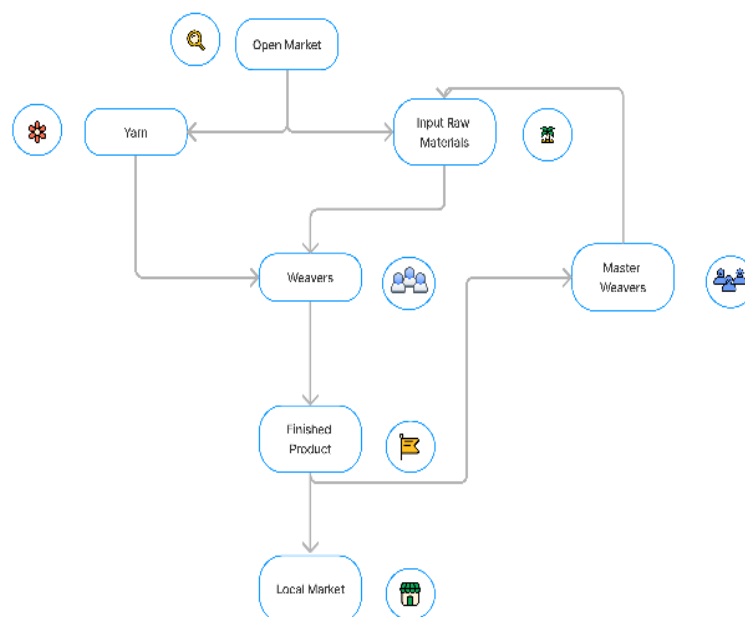 Open Market
Yarn
Input Raw
Materials
Weavers
Master
Weavers
Finished
Product
Local Market